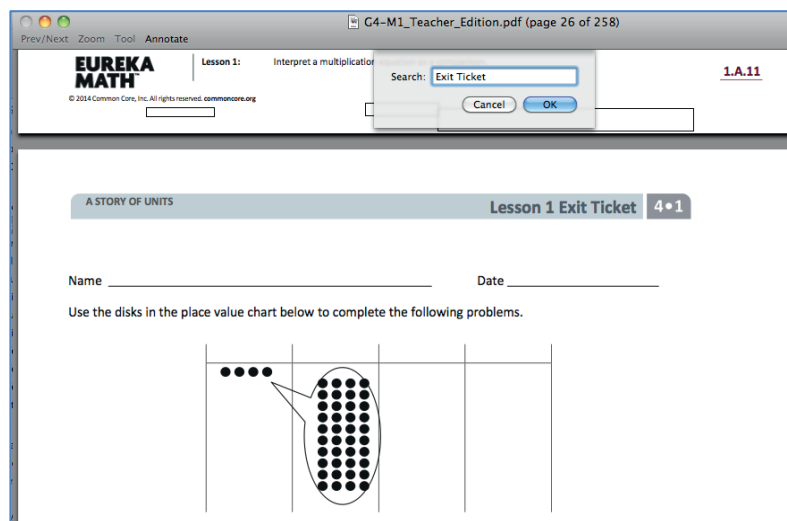 G4-M1_Teacher_Edition.pdf (page 26 of 258)
Prev/Next Zoom Tool Annotate
EUREKA
MATH™
Lesson 1:
Interpret a multiplication
Search: Exit Ticket
Cancel OK
1.A.11
© 2014 Common Core, Inc. All rights reserved. commoncore.org
A STORY OF UNITS
Lesson 1 Exit Ticket 4•1
Name
Date
Use the disks in the place value chart below to complete the following problems.